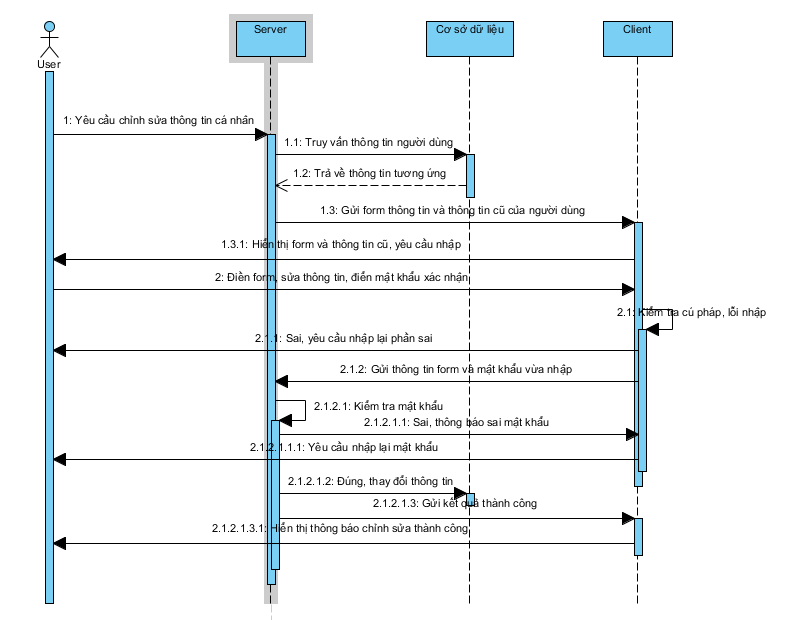 Server
Cơ sở dữ liệu
Client
User
1: Yêu cầu chỉnh sửa thông tin cá nhân
1.1: Truy vấn thông tin người dùng
1.2: Trả về thông tin tương ứng
1.3: Gửi form thông tin và thông tin cũ của người dùng
1.3.1: Hiển thị form và thông tin cũ, yêu cầu nhập
2: Điền form, sửa thông tin, điền mật khẩu xác nhận
2.1: Kiểm tra cú pháp, lỗi nhập
2.1.1: Sai, yêu cầu nhập lại phần sai
2.1.2: Gửi thông tin form và mật khẩu vừa nhập
2.1.2.1: Kiểm tra mật khẩu
2.1.2.1.1: Sai, thông báo sai mật khẩu
2.1.2.1.1.1: Yêu cầu nhập lại mật khẩu
2.1.2.1.2: Đúng, thay đổi thông tin
2.1.2.1.3: Gửi kết quả thành công
2.1.2.1.3.1: Hiển thị thông báo chỉnh sửa thành công